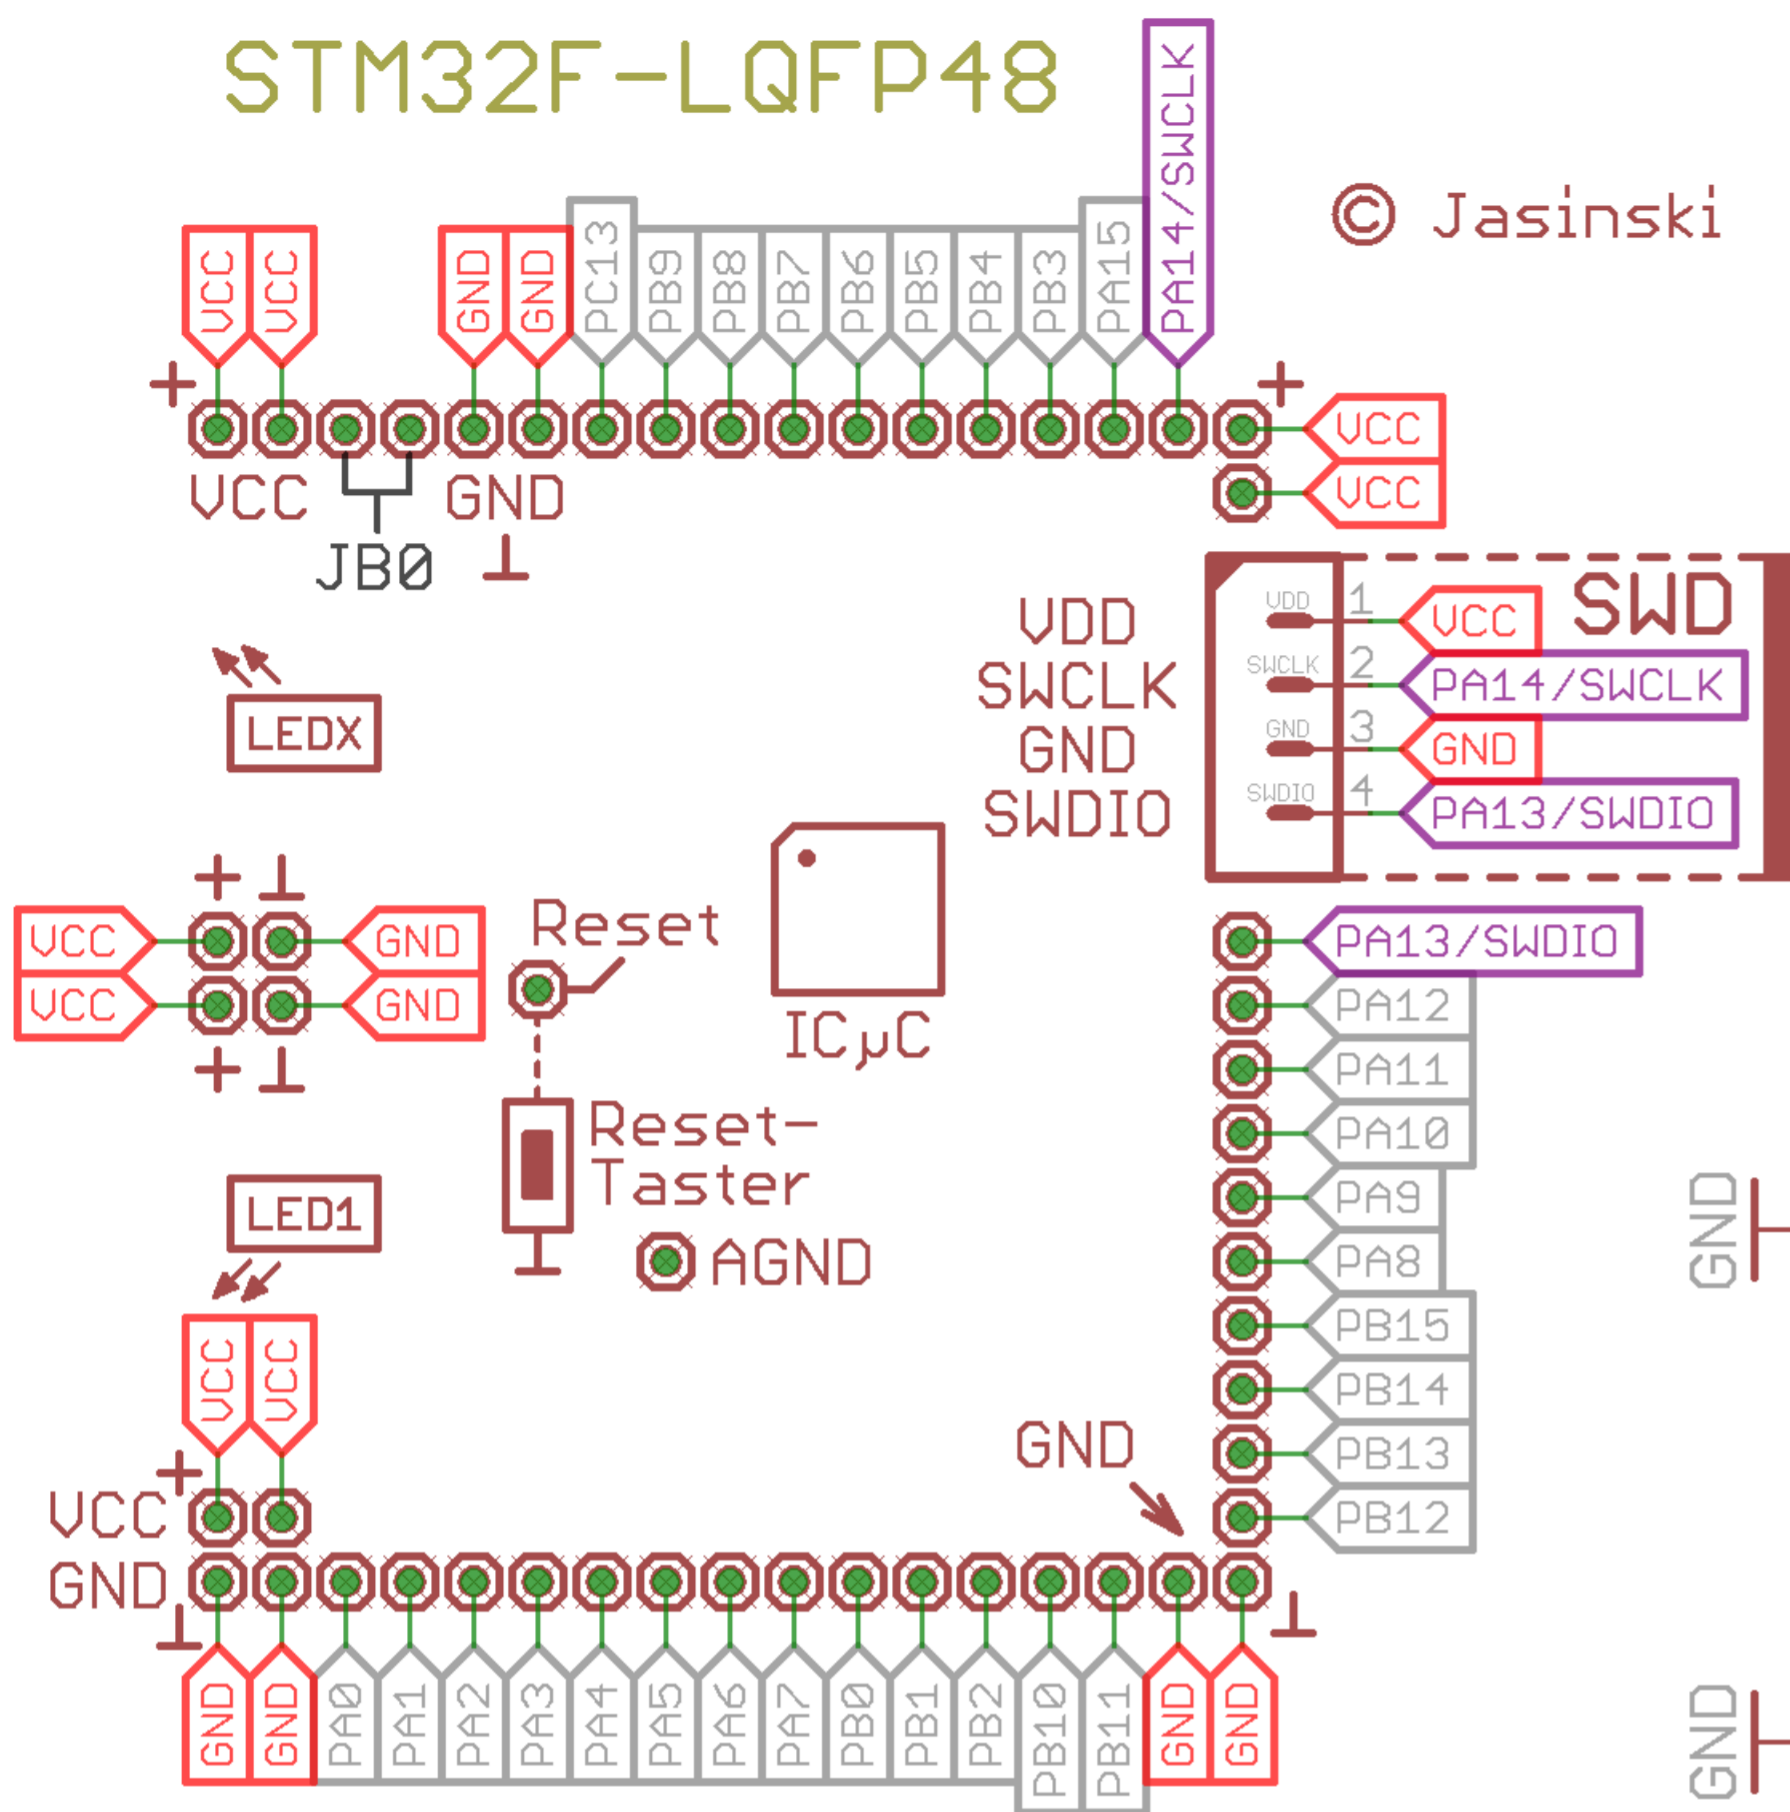 STM32F-LQFP48
© Jasinski
VCC
VCC
GND
GND
PC13
PB9
PB8
PB7
PB6
PB5
PB4
PB3
PA15
PA14/SWCLK
+
+
VCC
VCC
VCC
GND
JB0
SWD
VDD
SWCLK
GND
SWDIO
VDD
1
VCC
SWCLK
2
PA14/SWCLK
GND
3
GND
SWDIO
4
PA13/SWDIO
LEDX
+
VCC
GND
VCC
GND
+
Reset
ICµC
Reset-
Taster
AGND
LED1
PA13/SWDIO
PA12
PA11
PA10
PA9
PA8
PB15
PB14
PB13
PB12
GND
GND
VCC
VCC
+
VCC
GND
GND
GND
GND
PA0
PA1
PA2
PA3
PA4
PA5
PA6
PA7
PB0
PB1
PB2
PB10
PB11
GND
GND